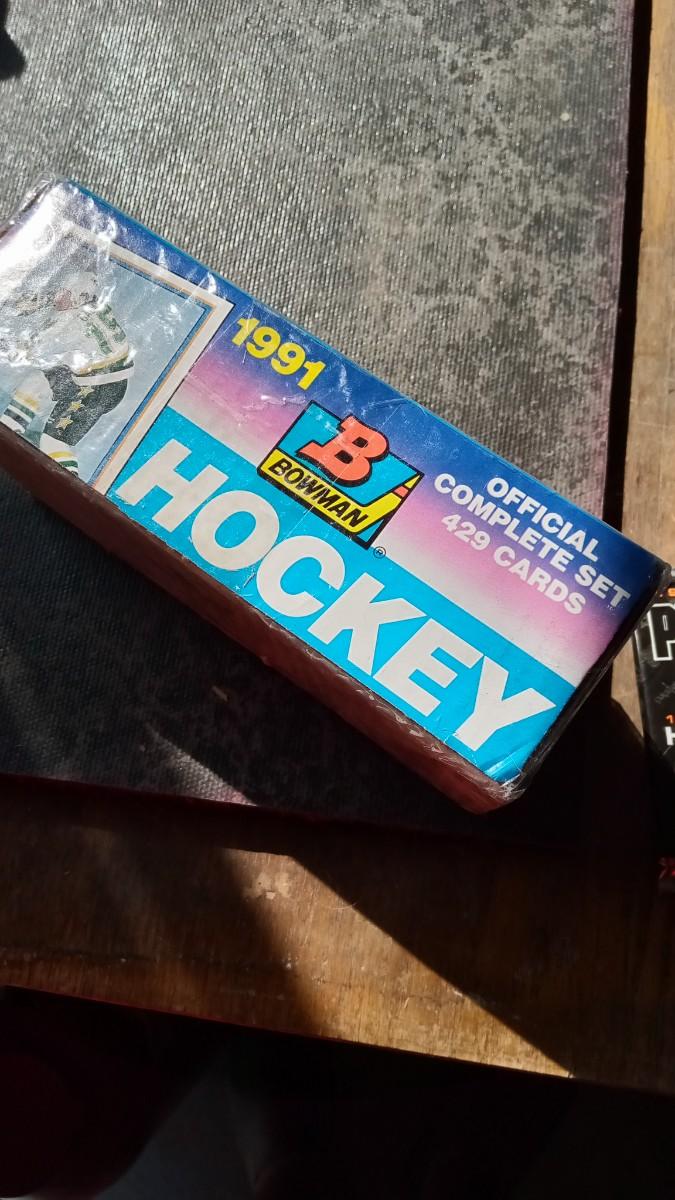 1991
B
BOWMAN
®
HOCKEY
OFFICIAL
COMPLETE SET
429 CARDS